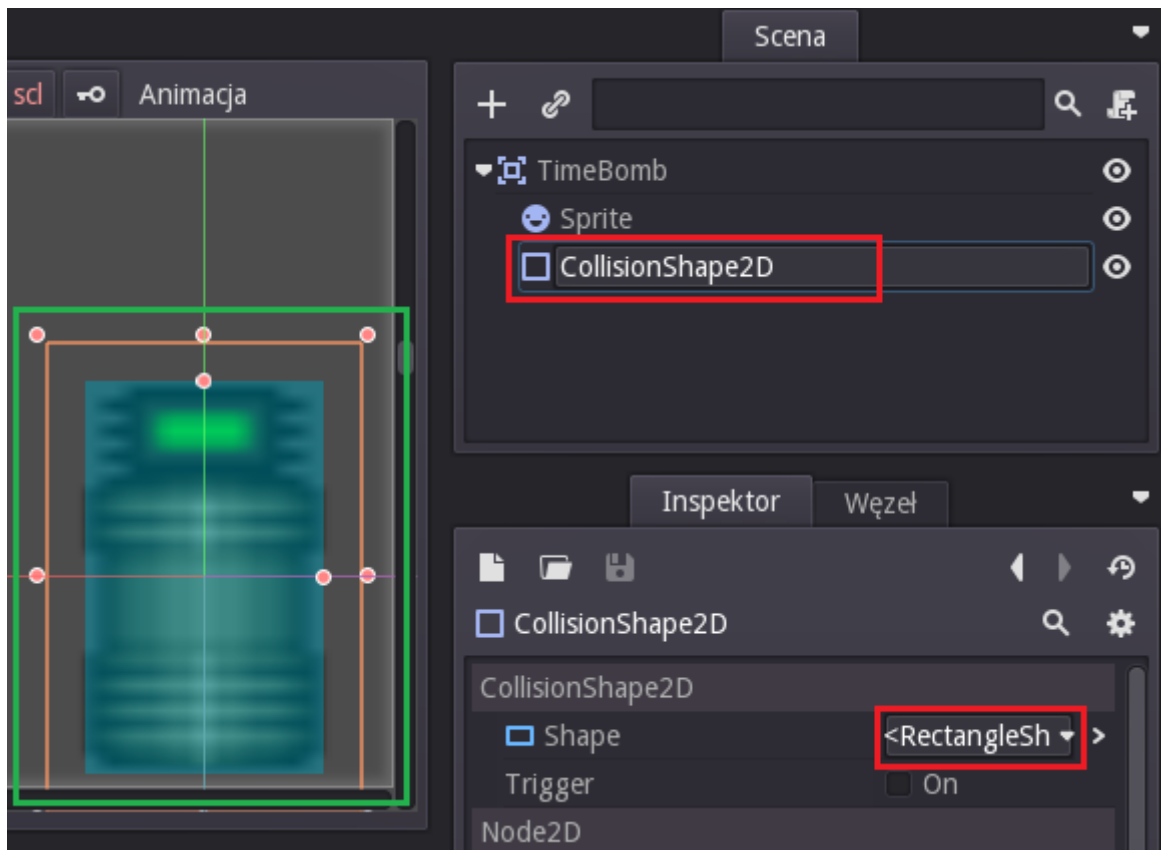 Scena
scl Animacja
TimeBomb
Sprite
CollisionShape2D
Inspektor Węzeł
CollisionShape2D
CollisionShape2D
Shape <RectangleSh
Trigger On
Node2D